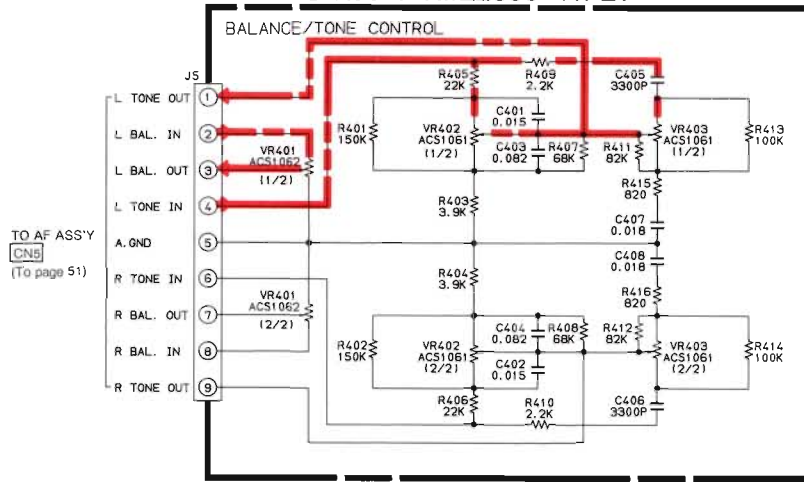 BALANCE/TONE CONTROL
J5
1 L TONE OUT
2 L BAL. IN
3 L BAL. OUT
4 L TONE IN
5 A.GND
6 R TONE IN
7 R BAL. OUT
8 R BAL. IN
9 R TONE OUT
TO AF ASS'Y
CN5
(To page 51)
VR401
ACS1062
(1/2)
VR401
ACS1062
(2/2)
R405
22K
R409
2.2K
C405
3300P
R401
150K
C401
0.015
VR402
ACS1061
(1/2)
C403
0.082
R407
68K
R411
82K
VR403
ACS1061
(1/2)
R413
100K
R415
820
R403
3.9K
C407
0.018
C408
0.018
R404
3.9K
R416
820
R402
150K
VR402
ACS1061
(2/2)
C404
0.082
R408
68K
R412
82K
VR403
ACS1061
(2/2)
R414
100K
C402
0.015
R406
22K
R410
2.2K
C406
3300P